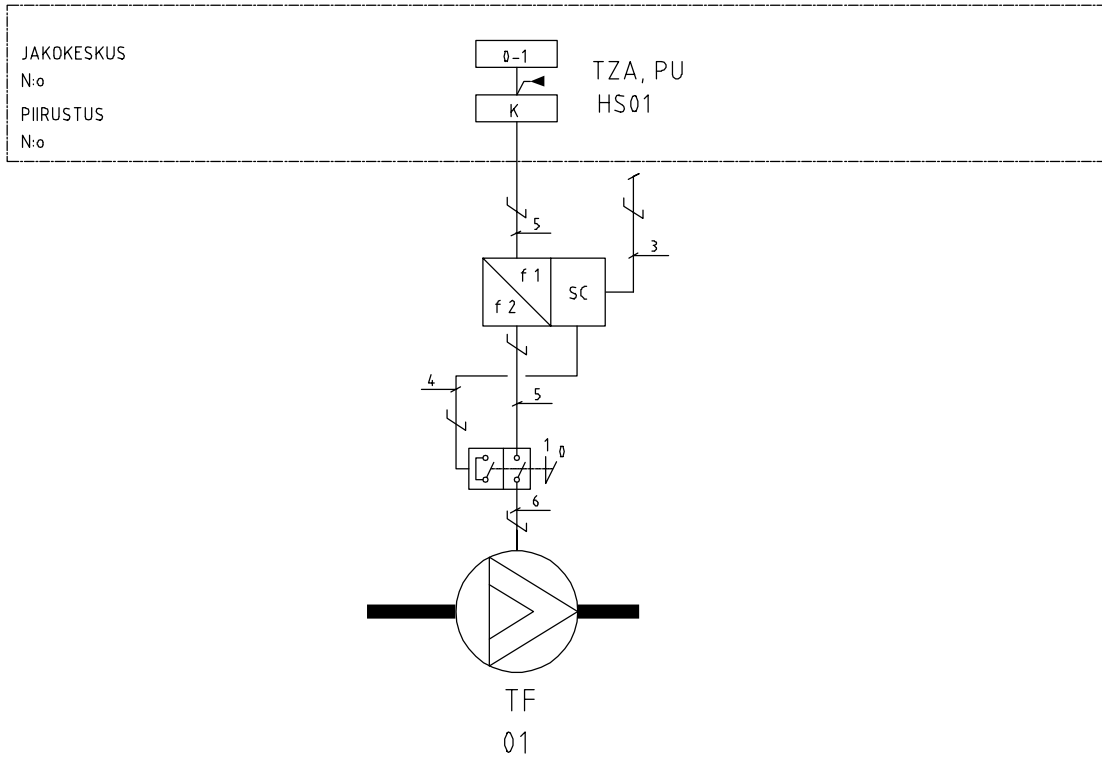 JAKOKESKUS
N:o
PIIRUSTUS
N:o
0-1
K
TZA, PU
HS01
5
3
f 1
f 2
SC
4
5
1
0
6
TF
01